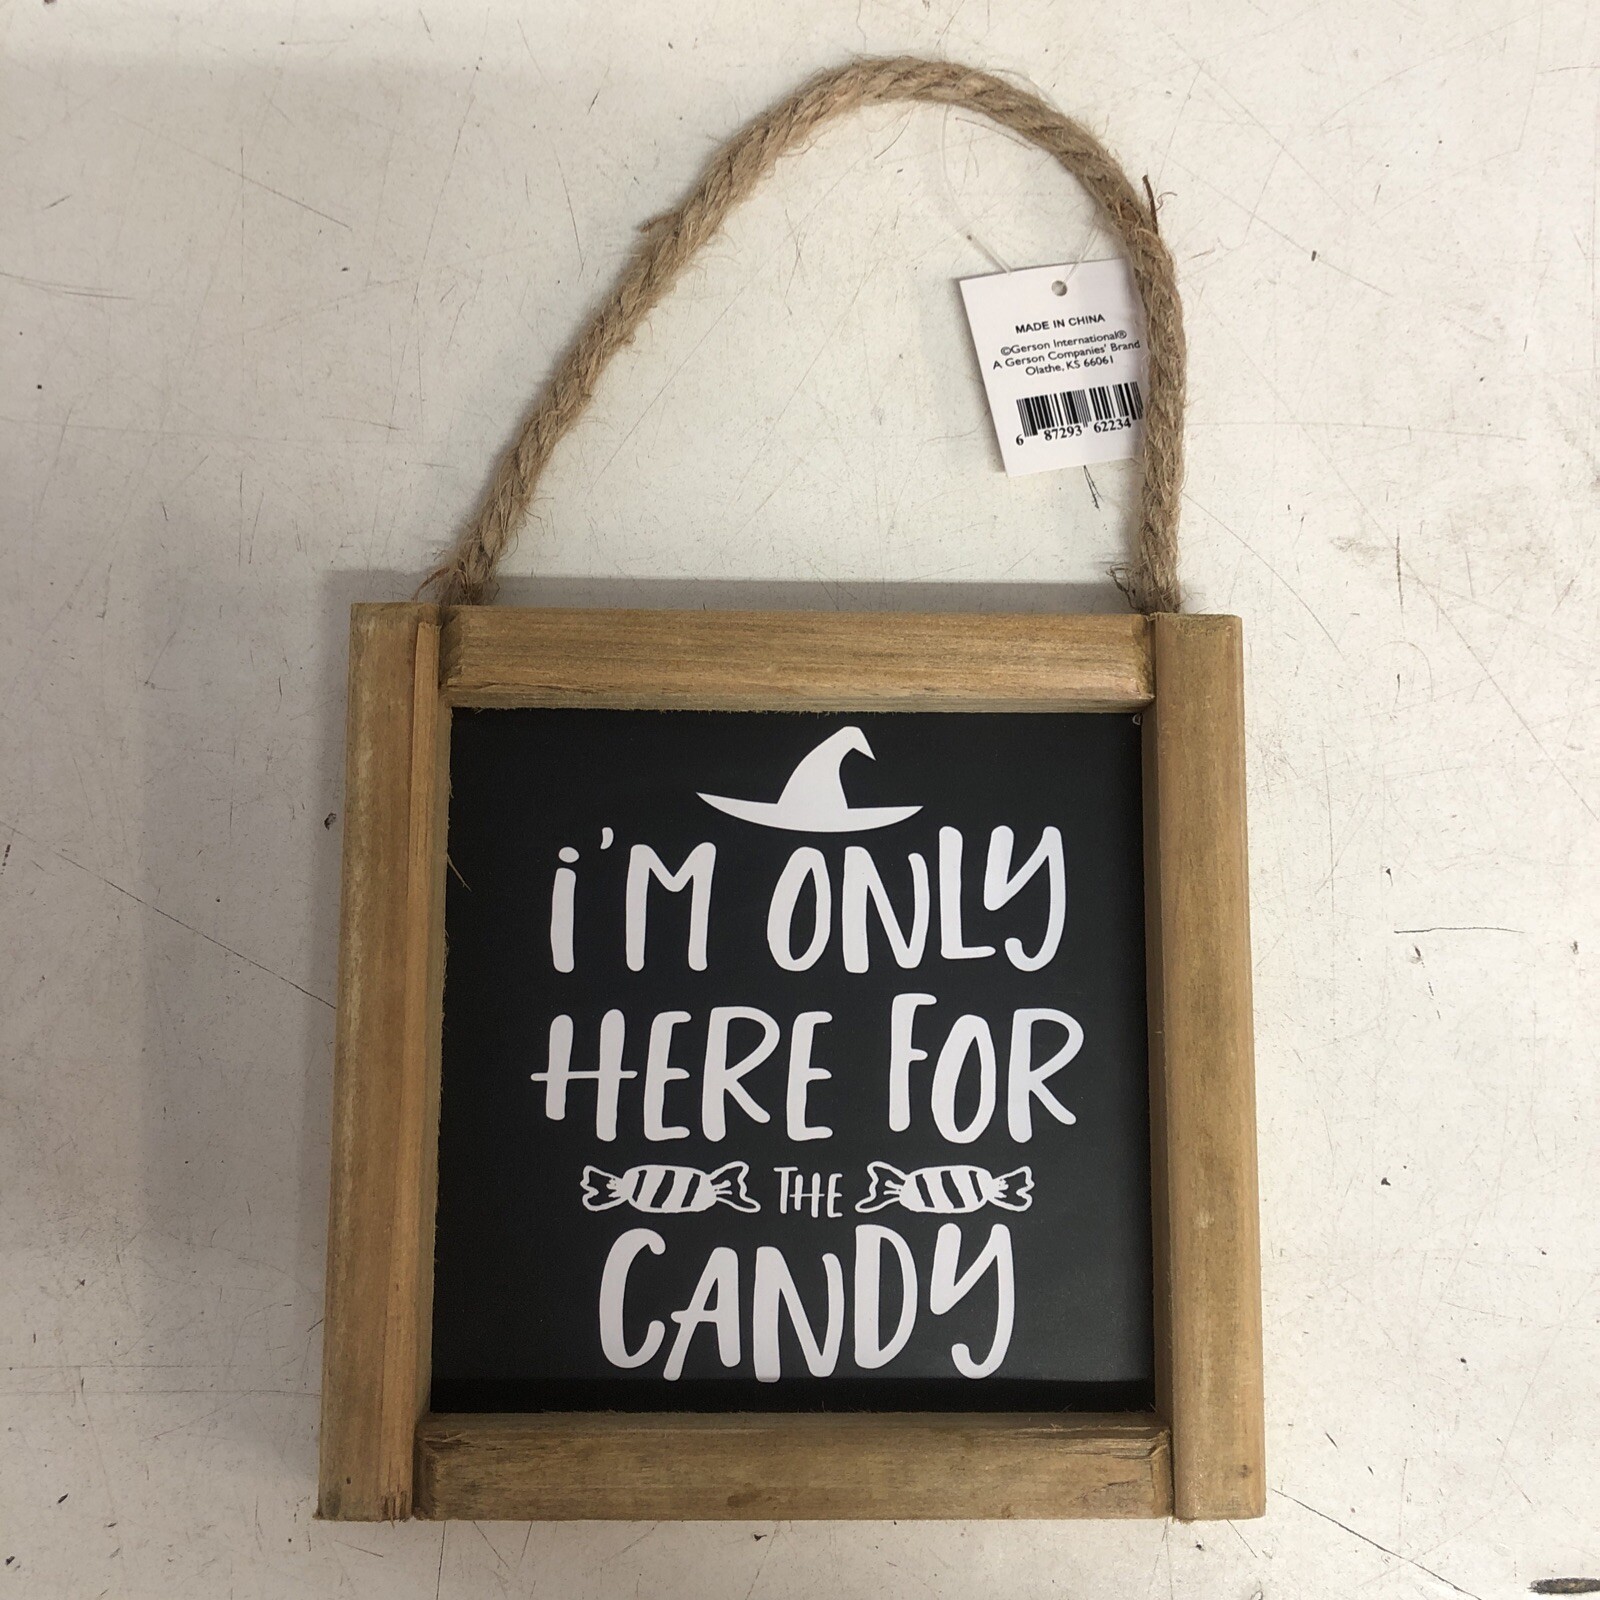 MADE IN CHINA
©Gerson International®
A Gerson Companies' Brand
Olathe, KS 66061
6 87293 62234
i'M ONLY
HERE FOR
THE
CANDY